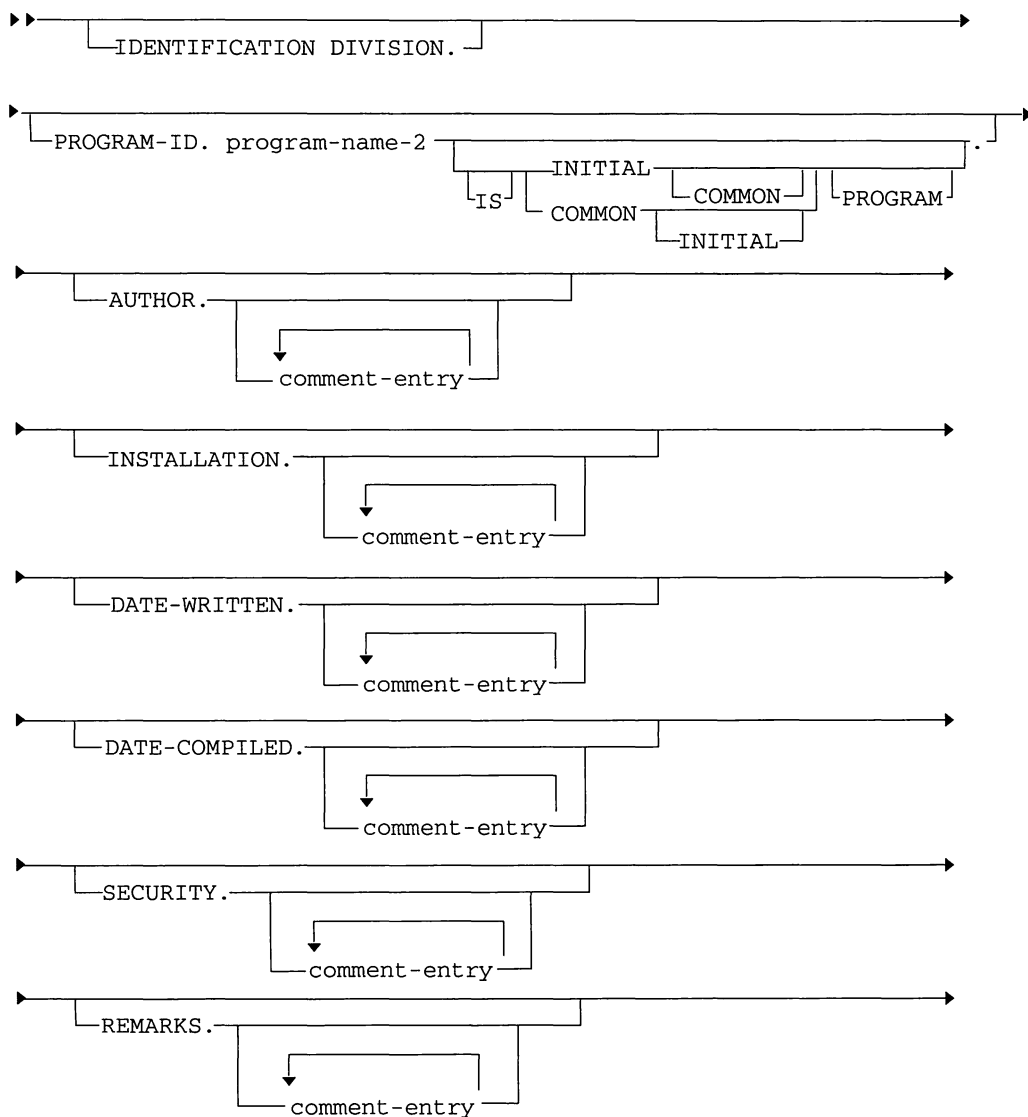 IDENTIFICATION DIVISION.
PROGRAM-ID. program-name-2 .
INITIAL
IS COMMON PROGRAM
COMMON
INITIAL
AUTHOR.
comment-entry
INSTALLATION.
comment-entry
DATE-WRITTEN.
comment-entry
DATE-COMPILED.
comment-entry
SECURITY.
comment-entry
REMARKS.
comment-entry